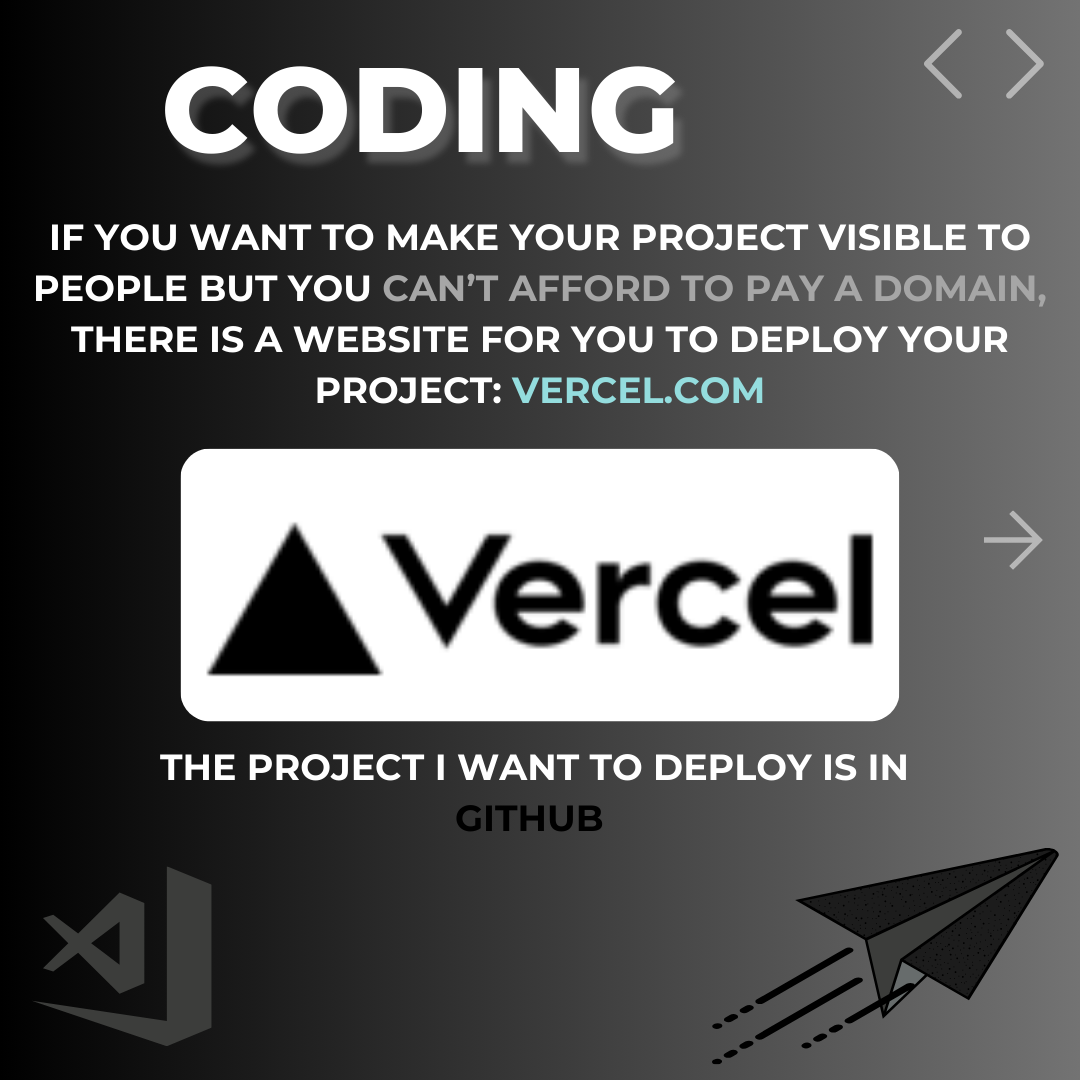 CODING
IF YOU WANT TO MAKE YOUR PROJECT VISIBLE TO
PEOPLE BUT YOU CAN’T AFFORD TO PAY A DOMAIN,
THERE IS A WEBSITE FOR YOU TO DEPLOY YOUR
PROJECT: VERCEL.COM
Vercel
THE PROJECT I WANT TO DEPLOY IS IN
GITHUB